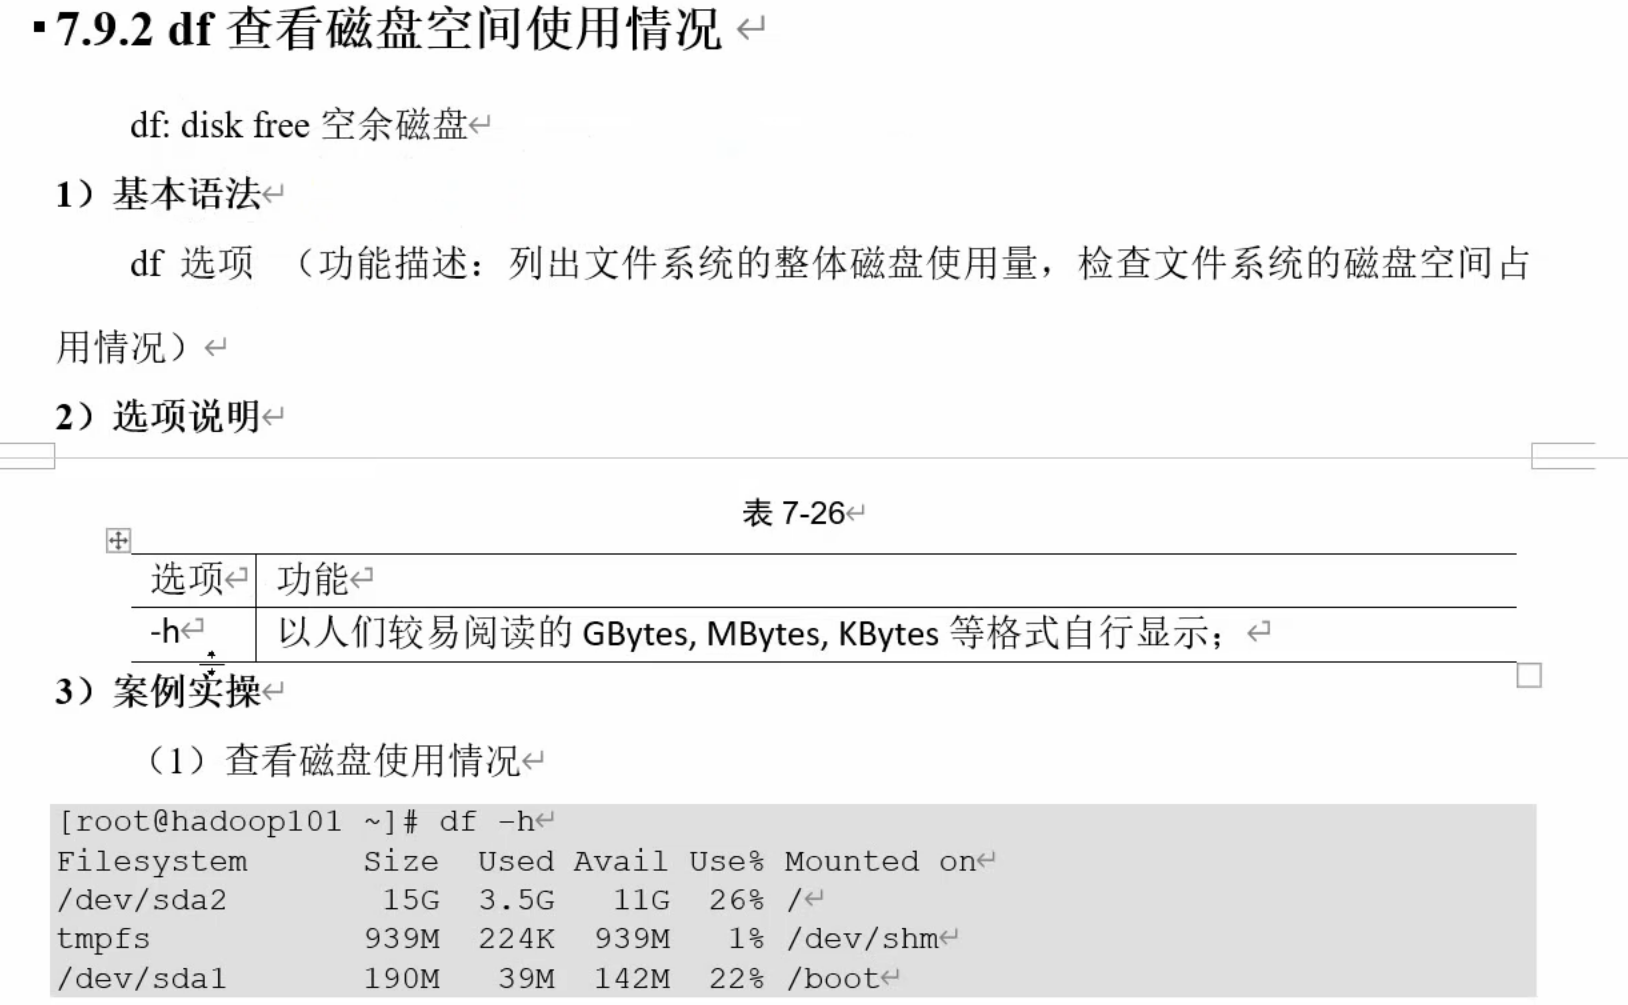 7.9.2 df 查看磁盘空间使用情况
df: disk free 空余磁盘
1）基本语法
df 选项 （功能描述：列出文件系统的整体磁盘使用量，检查文件系统的磁盘空间占
用情况）
2）选项说明
表 7-26
选项 功能
-h 以人们较易阅读的 GBytes, MBytes, KBytes 等格式自行显示；
3）案例实操
（1）查看磁盘使用情况
[root@hadoop101 ~]# df -h
Filesystem Size Used Avail Use% Mounted on
/dev/sda2 15G 3.5G 11G 26% /
tmpfs 939M 224K 939M 1% /dev/shm
/dev/sda1 190M 39M 142M 22% /boot